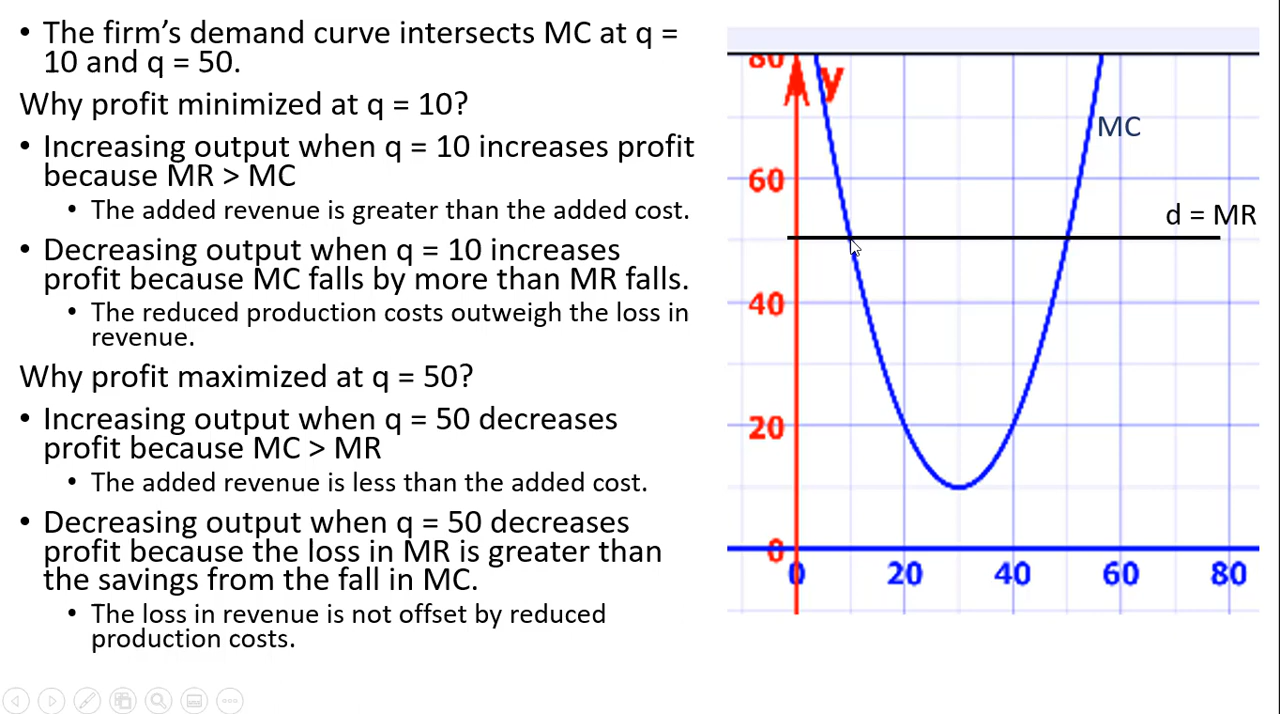 • The firm's demand curve intersects MC at q =
10 and q = 50.
Why profit minimized at q = 10?
• Increasing output when q = 10 increases profit
because MR > MC
• The added revenue is greater than the added cost.
• Decreasing output when q = 10 increases
profit because MC falls by more than MR falls.
• The reduced production costs outweigh the loss in
revenue.
Why profit maximized at q = 50?
• Increasing output when q = 50 decreases
profit because MC > MR
• The added revenue is less than the added cost.
• Decreasing output when q = 50 decreases
profit because the loss in MR is greater than
the savings from the fall in MC.
• The loss in revenue is not offset by reduced
production costs.
80
y
MC
60
d = MR
40
20
0
0 20 40 60 80